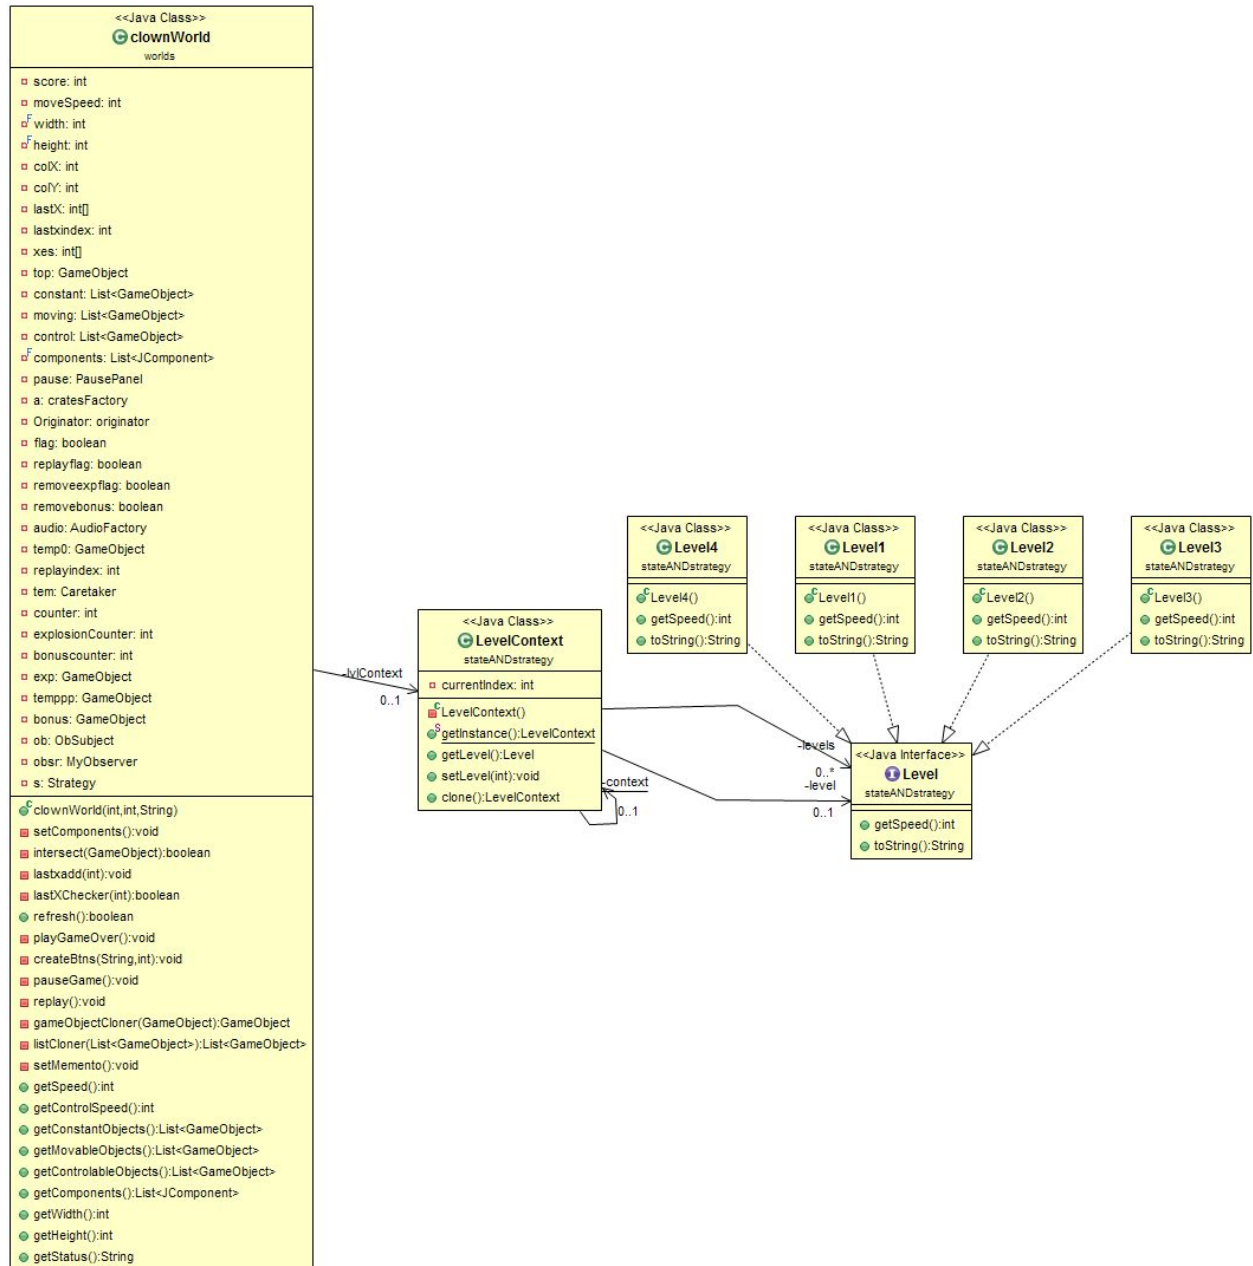 <<Java Class>>
clownWorld
worlds
score: int
moveSpeed: int
F width: int
F height: int
colX: int
colY: int
lastX: int[]
lastxindex: int
xes: int[]
top: GameObject
constant: List<GameObject>
moving: List<GameObject>
control: List<GameObject>
F components: List<JComponent>
pause: PausePanel
a: cratesFactory
Originator: originator
flag: boolean
replayflag: boolean
removeexpflag: boolean
removebonus: boolean
audio: AudioFactory
temp0: GameObject
replayindex: int
tem: Caretaker
counter: int
explosionCounter: int
bonuscounter: int
exp: GameObject
temppp: GameObject
bonus: GameObject
ob: ObSubject
obsr: MyObserver
s: Strategy
C clownWorld(int,int,String)
setComponents():void
intersect(GameObject):boolean
lastxadd(int):void
lastXChecker(int):boolean
refresh():boolean
playGameOver():void
createBtns(String,int):void
pauseGame():void
replay():void
gameObjectCloner(GameObject):GameObject
listCloner(List<GameObject>):List<GameObject>
setMemento():void
getSpeed():int
getControlSpeed():int
getConstantObjects():List<GameObject>
getMovableObjects():List<GameObject>
getControlableObjects():List<GameObject>
getComponents():List<JComponent>
getWidth():int
getHeight():int
getStatus():String
-lvlContext
0..1
<<Java Class>>
LevelContext
stateANDstrategy
currentIndex: int
C LevelContext()
S getInstance():LevelContext
getLevel():Level
setLevel(int):void
clone():LevelContext
-context
0..1
<<Java Class>>
Level4
stateANDstrategy
C Level4()
getSpeed():int
toString():String
<<Java Class>>
Level1
stateANDstrategy
C Level1()
getSpeed():int
toString():String
<<Java Class>>
Level2
stateANDstrategy
C Level2()
getSpeed():int
toString():String
<<Java Class>>
Level3
stateANDstrategy
C Level3()
getSpeed():int
toString():String
-levels
0..*
-level
0..1
<<Java Interface>>
Level
stateANDstrategy
getSpeed():int
toString():String